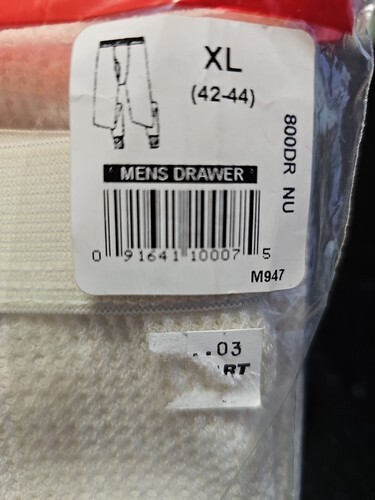 XL
(42-44)
800DR NU
MENS DRAWER
0 91641 10007 5
M947
.03
RT